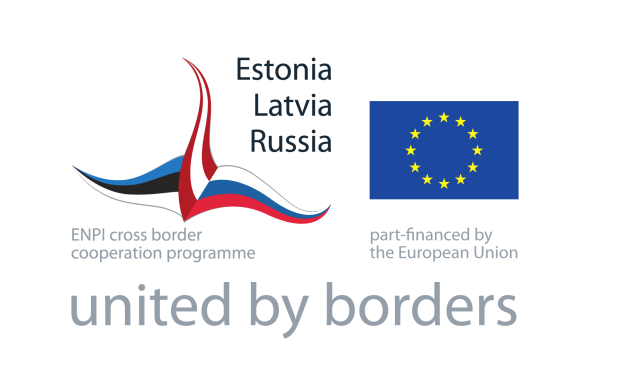 Estonia
Latvia
Russia
ENPI cross border
cooperation programme
part-financed by
the European Union
united by borders